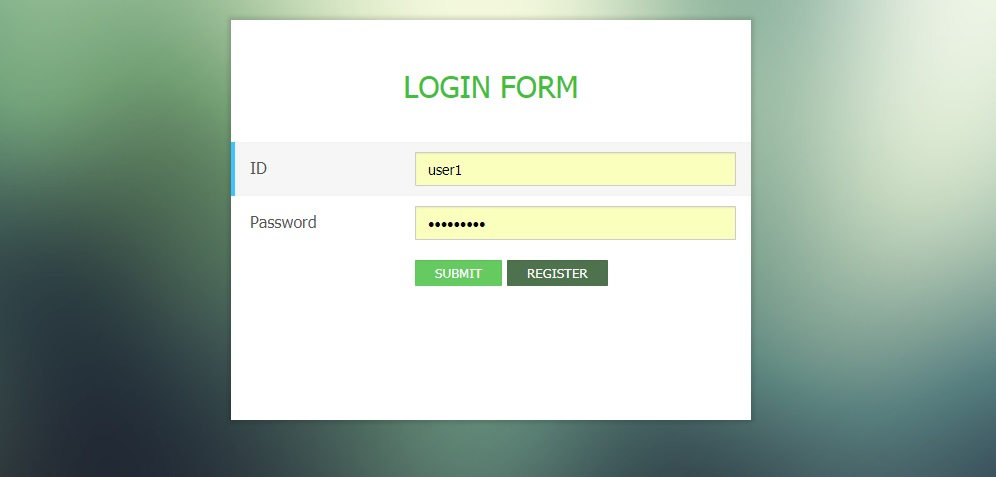 LOGIN FORM
ID user1
Password •••••••••
SUBMIT REGISTER